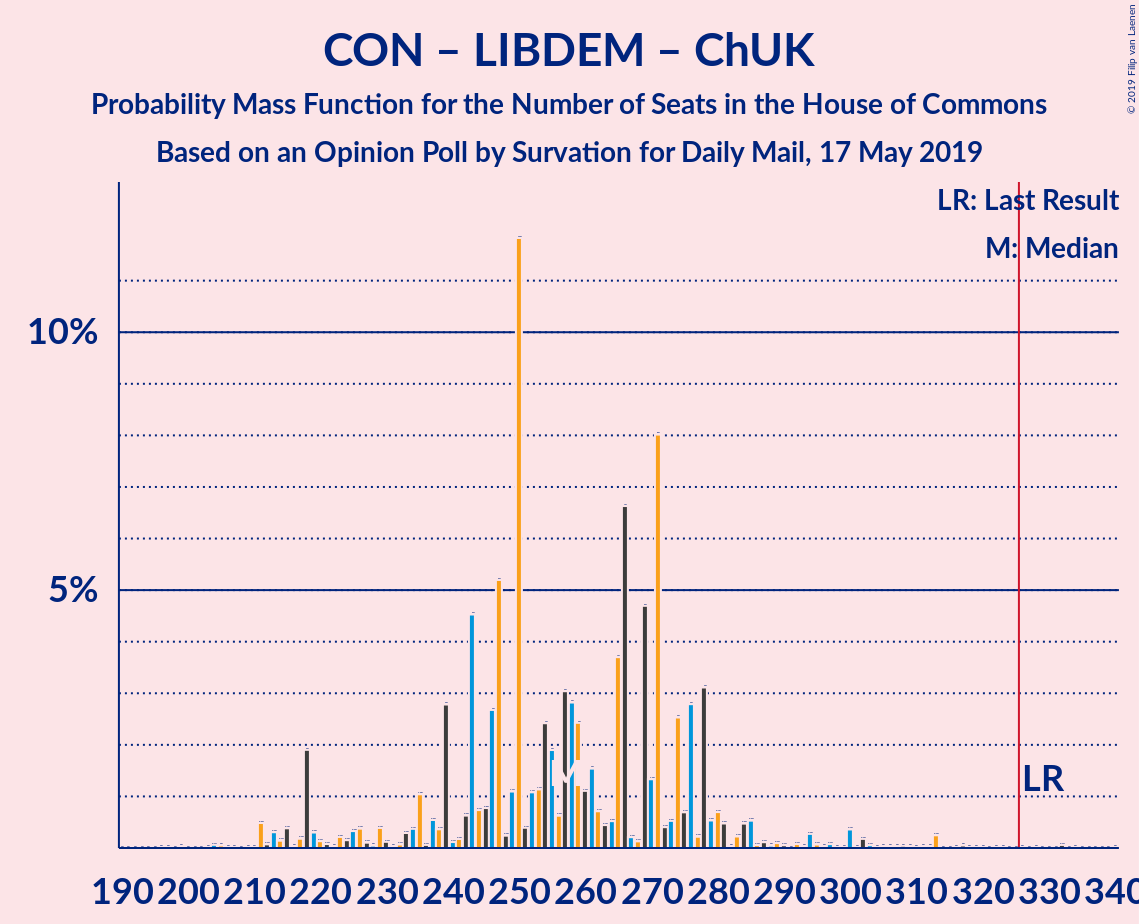 CON – LIBDEM – ChUK
Probability Mass Function for the Number of Seats in the House of Commons
Based on an Opinion Poll by Survation for Daily Mail, 17 May 2019
© 2019 Filip van Laenen
LR: Last Result
M: Median
10%
5%
M
LR
190 200 210 220 230 240 250 260 270 280 290 300 310 320 330 340